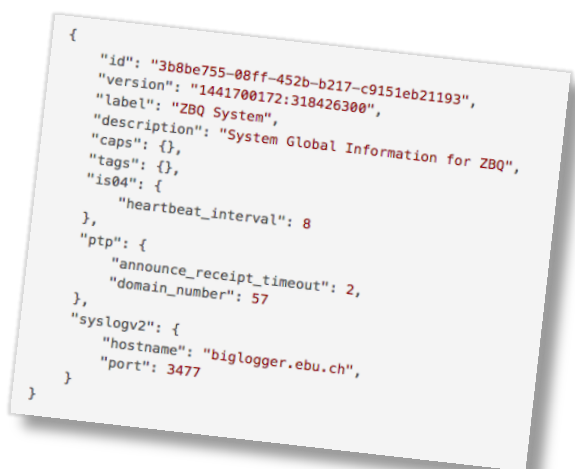 {
"id": "3b8be755-08ff-452b-b217-c9151eb21193",
"version": "1441700172:318426300",
"label": "ZBQ System",
"description": "System Global Information for ZBQ",
"caps": {},
"tags": {},
"is04": {
"heartbeat_interval": 8
},
"ptp": {
"announce_receipt_timeout": 2,
"domain_number": 57
},
"syslogv2": {
"hostname": "biglogger.ebu.ch",
"port": 3477
}
}